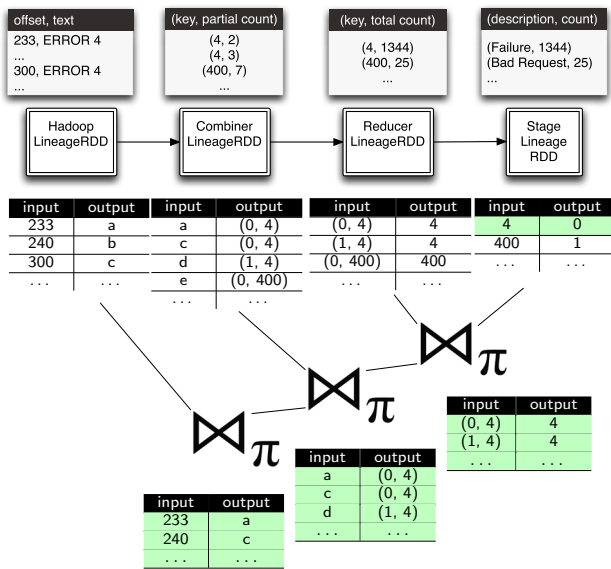 offset, text
233, ERROR 4
...
300, ERROR 4
...
(key, partial count)
(4, 2)
(4, 3)
(400, 7)
...
(key, total count)
(4, 1344)
(400, 25)
...
(description, count)
(Failure, 1344)
(Bad Request, 25)
...
Hadoop
LineageRDD
Combiner
LineageRDD
Reducer
LineageRDD
Stage
Lineage
RDD
input output
233 a
240 b
300 c
... ...
input output
a (0, 4)
c (0, 4)
d (1, 4)
e (0, 400)
... ...
input output
(0, 4) 4
(1, 4) 4
(0, 400) 400
... ...
input output
4 0
400 1
... ...
⋈π
⋈π
⋈π
input output
(0, 4) 4
(1, 4) 4
... ...
input output
a (0, 4)
c (0, 4)
d (1, 4)
... ...
input output
233 a
240 c
... ...